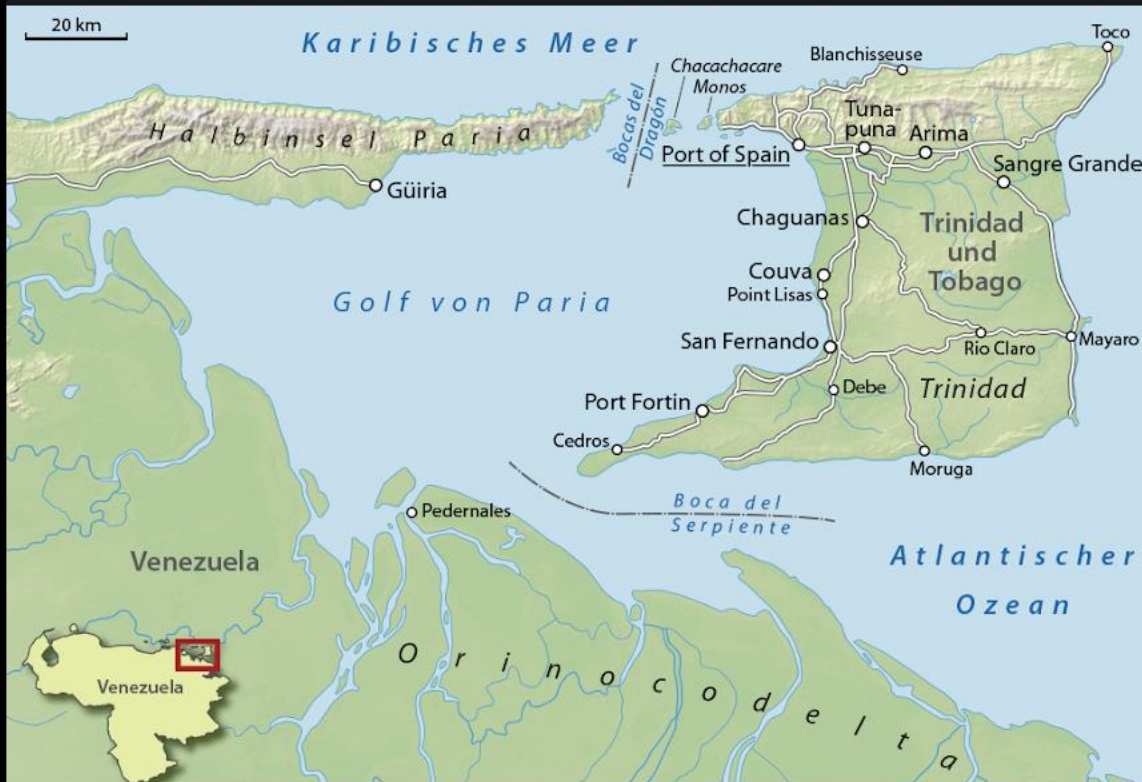 20 km
Karibisches Meer
Toco
Blanchisseuse
Chacachacare
Monos
Bocas del
Dragón
Halbinsel Paria
Tuna-
puna
Arima
Port of Spain
Sangre Grande
Güiria
Chaguanas
Trinidad
und
Tobago
Couva
Point Lisas
Golf von Paria
San Fernando
Rio Claro
Mayaro
Debe
Trinidad
Port Fortin
Cedros
Moruga
Boca del
Serpiente
Pedernales
Venezuela
Atlantischer
Ozean
Orinocodelta
Venezuela